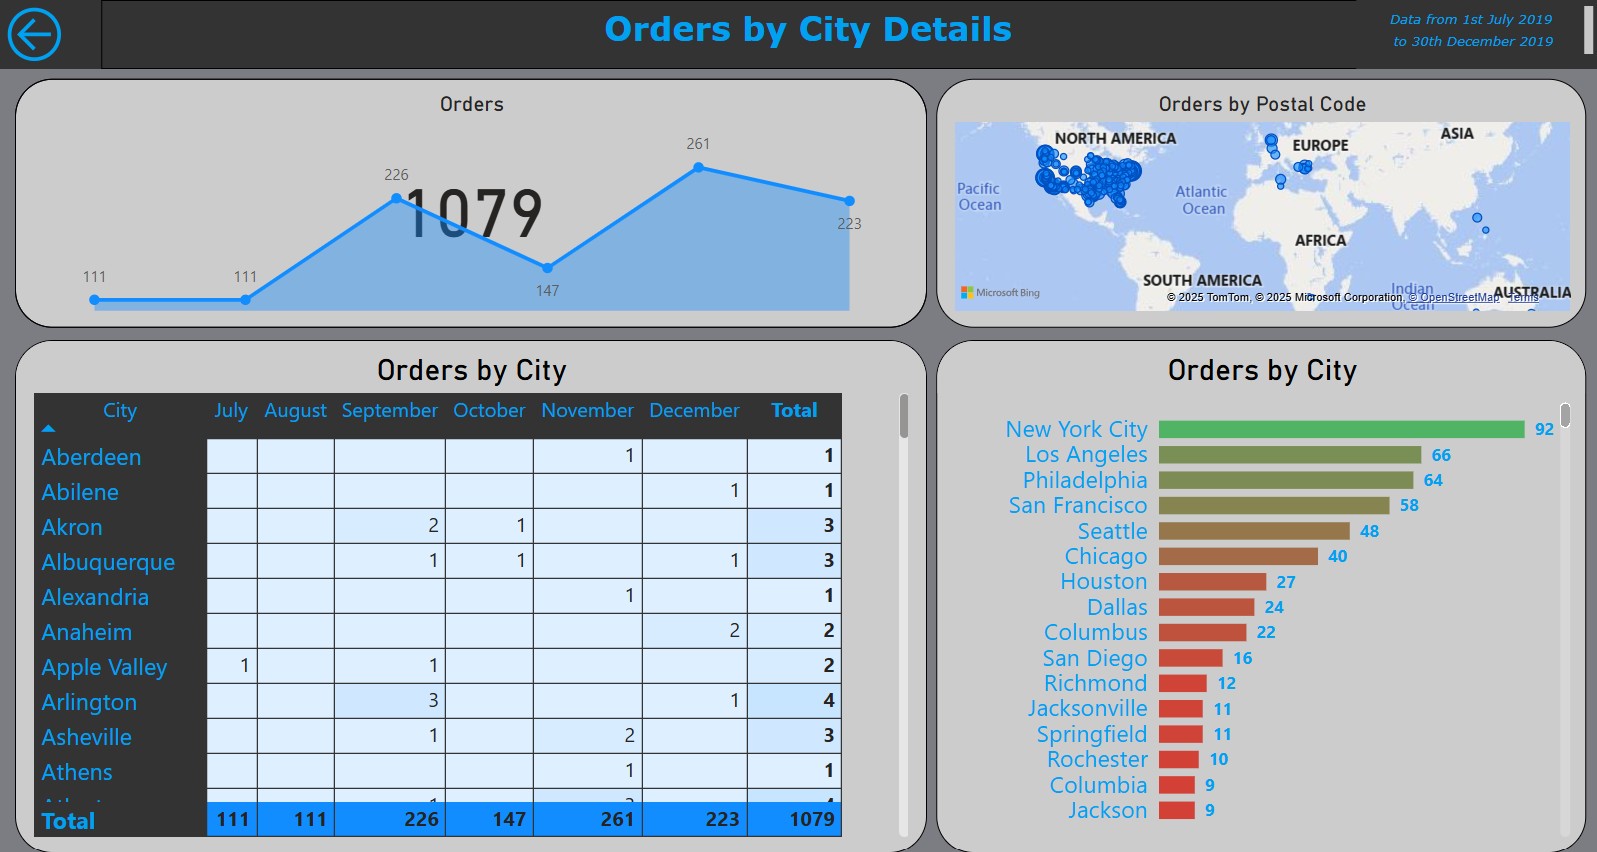 Orders by City Details
Data from 1st July 2019
to 30th December 2019
Orders
111
111
226
147
261
223
1079
Orders by Postal Code
NORTH AMERICA
EUROPE
ASIA
Pacific
Ocean
Atlantic
Ocean
AFRICA
SOUTH AMERICA
Indian
Ocean
AUSTRALIA
Microsoft Bing
© 2025 TomTom, © 2025 Microsoft Corporation, © OpenStreetMap Terms
Orders by City
City July August September October November December Total
Aberdeen 1 1
Abilene 1 1
Akron 2 1 3
Albuquerque 1 1 1 3
Alexandria 1 1
Anaheim 2 2
Apple Valley 1 1 2
Arlington 3 1 4
Asheville 1 2 3
Athens 1 1
Total 111 111 226 147 261 223 1079
Orders by City
New York City 92
Los Angeles 66
Philadelphia 64
San Francisco 58
Seattle 48
Chicago 40
Houston 27
Dallas 24
Columbus 22
San Diego 16
Richmond 12
Jacksonville 11
Springfield 11
Rochester 10
Columbia 9
Jackson 9